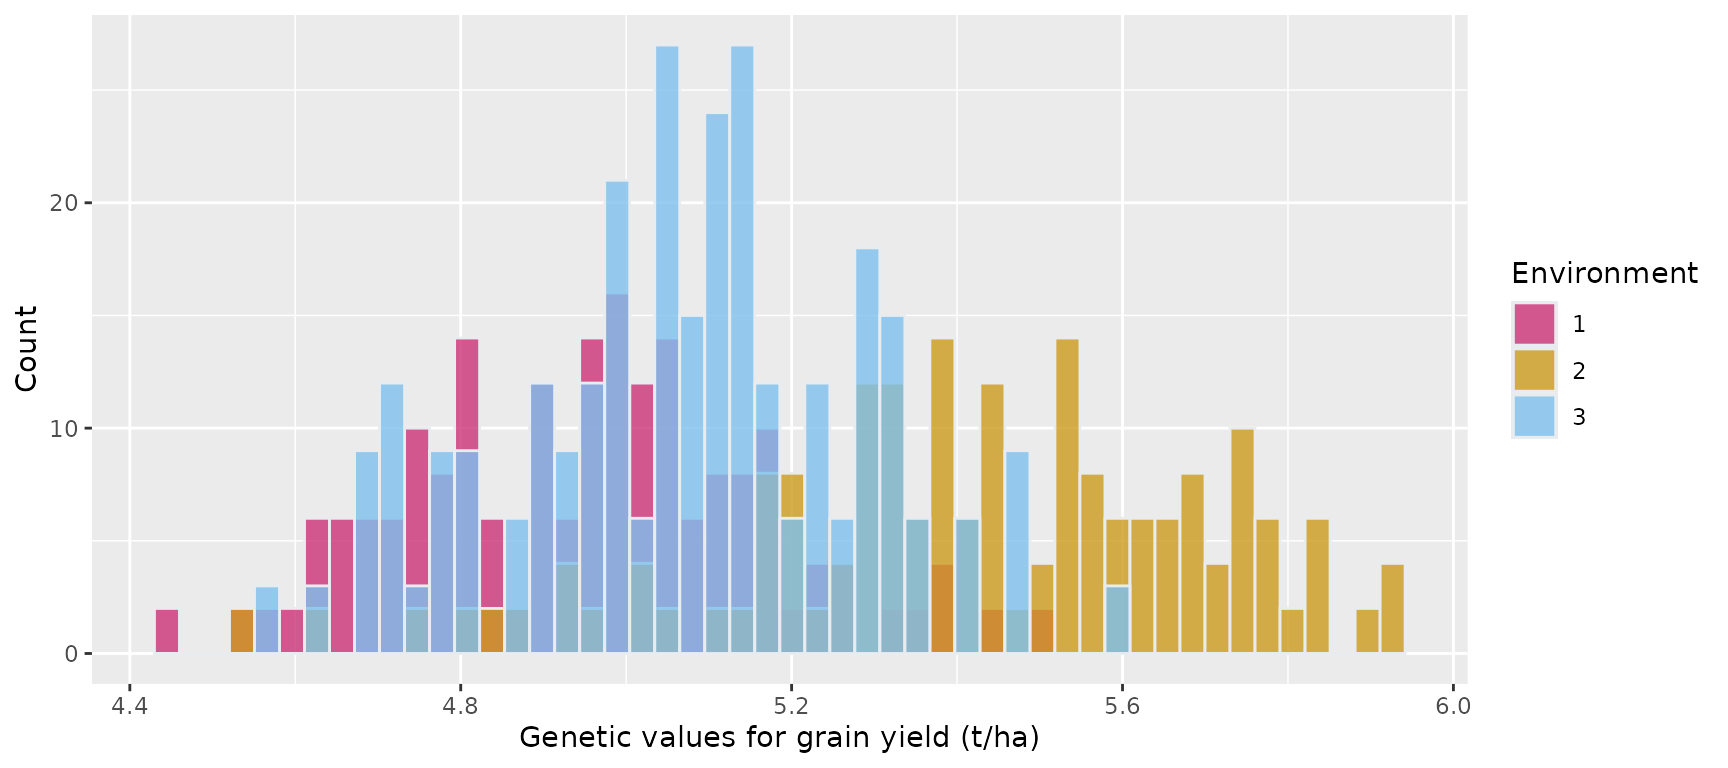 20
10
0
Count
4.4 4.8 5.2 5.6 6.0
Genetic values for grain yield (t/ha)
Environment
1
2
3